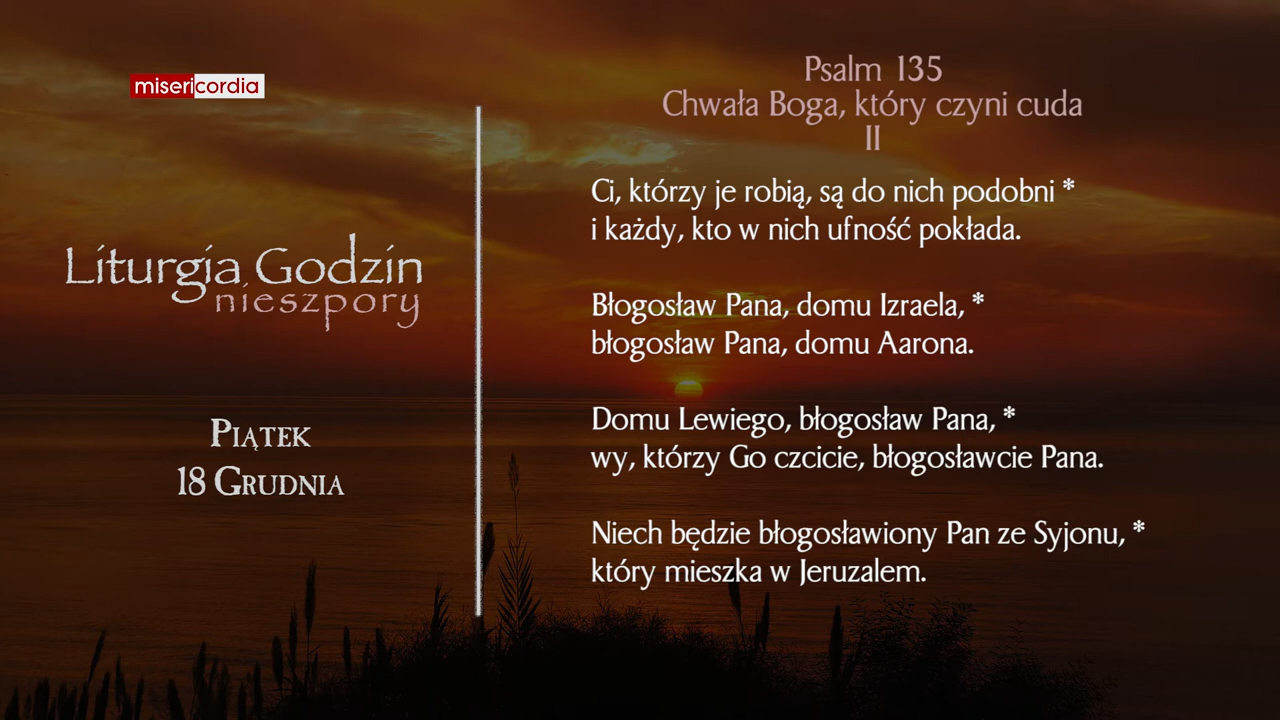 misericordia
Liturgia Godzin
nieszpory
Piątek
18 Grudnia
Psalm 135
Chwała Boga, który czyni cuda
II
Ci, którzy je robią, są do nich podobni *
i każdy, kto w nich ufność pokłada.
Błogosław Pana, domu Izraela, *
błogosław Pana, domu Aarona.
Domu Lewiego, błogosław Pana, *
wy, którzy Go czcicie, błogosławcie Pana.
Niech będzie błogosławiony Pan ze Syjonu, *
który mieszka w Jeruzalem.